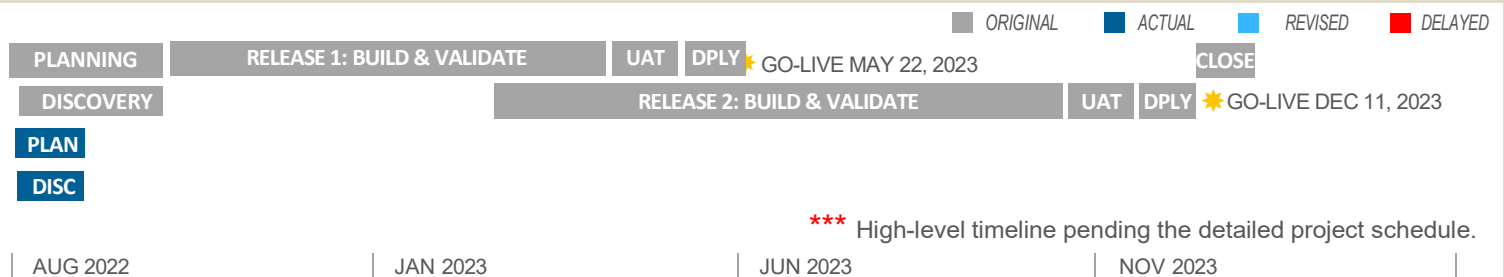 ORIGINAL ACTUAL REVISED DELAYED
PLANNING RELEASE 1: BUILD & VALIDATE UAT DPLY GO-LIVE MAY 22, 2023 CLOSE
DISCOVERY RELEASE 2: BUILD & VALIDATE UAT DPLY GO-LIVE DEC 11, 2023
PLAN
DISC
*** High-level timeline pending the detailed project schedule.
AUG 2022 JAN 2023 JUN 2023 NOV 2023